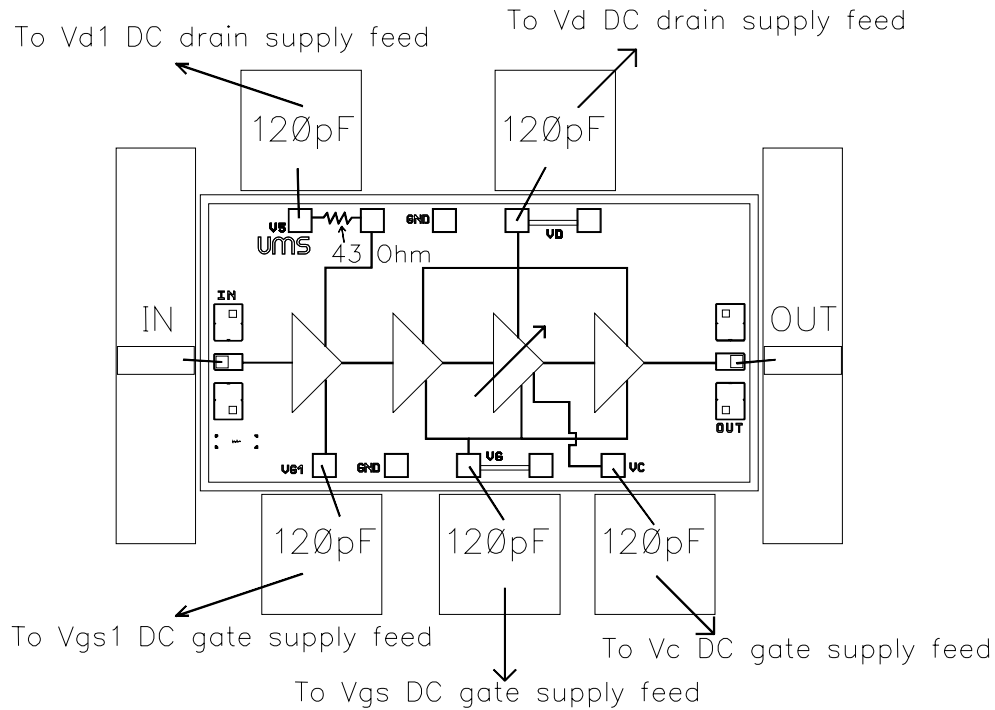 To Vd DC drain supply feed
To Vd1 DC drain supply feed
120pF
120pF
V5
GND
VD
UMS
43 Ohm
IN
IN
OUT
OUT
VG1
GND
VG
VC
120pF
120pF
120pF
To Vgs1 DC gate supply feed
To Vc DC gate supply feed
To Vgs DC gate supply feed